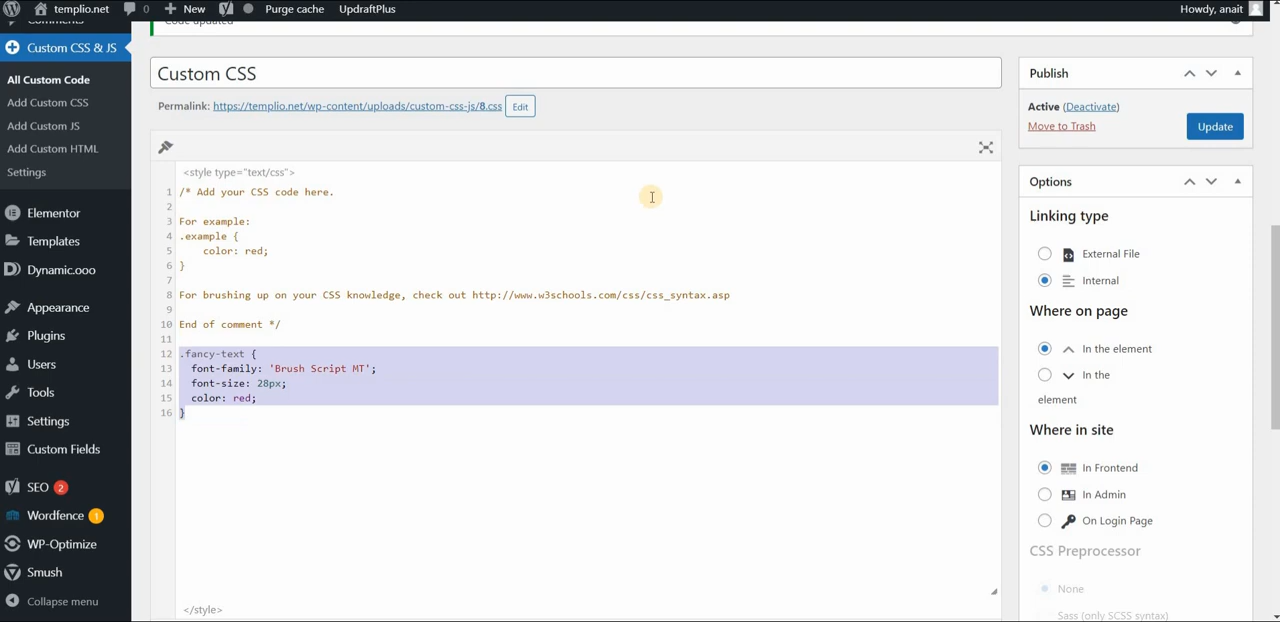 templio.net
0
New
Purge cache
UpdraftPlus
Howdy, anait
Comments
Custom CSS & JS
All Custom Code
Add Custom CSS
Add Custom JS
Add Custom HTML
Settings
Elementor
Templates
Dynamic.ooo
Appearance
Plugins
Users
Tools
Settings
Custom Fields
SEO 2
Wordfence 1
WP-Optimize
Smush
Collapse menu
Code updated
Custom CSS
Permalink: https://templio.net/wp-content/uploads/custom-css-js/8.css Edit
<style type="text/css">
1 /* Add your CSS code here.
2
3 For example:
4 .example {
5 color: red;
6 }
7
8 For brushing up on your CSS knowledge, check out http://www.w3schools.com/css/css_syntax.asp
9
10 End of comment */
11
12 .fancy-text {
13 font-family: 'Brush Script MT';
14 font-size: 28px;
15 color: red;
16 }
</style>
Publish
Active (Deactivate)
Move to Trash
Update
Options
Linking type
External File
Internal
Where on page
In the element
In the
element
Where in site
In Frontend
In Admin
On Login Page
CSS Preprocessor
None
Sass (only SCSS syntax)